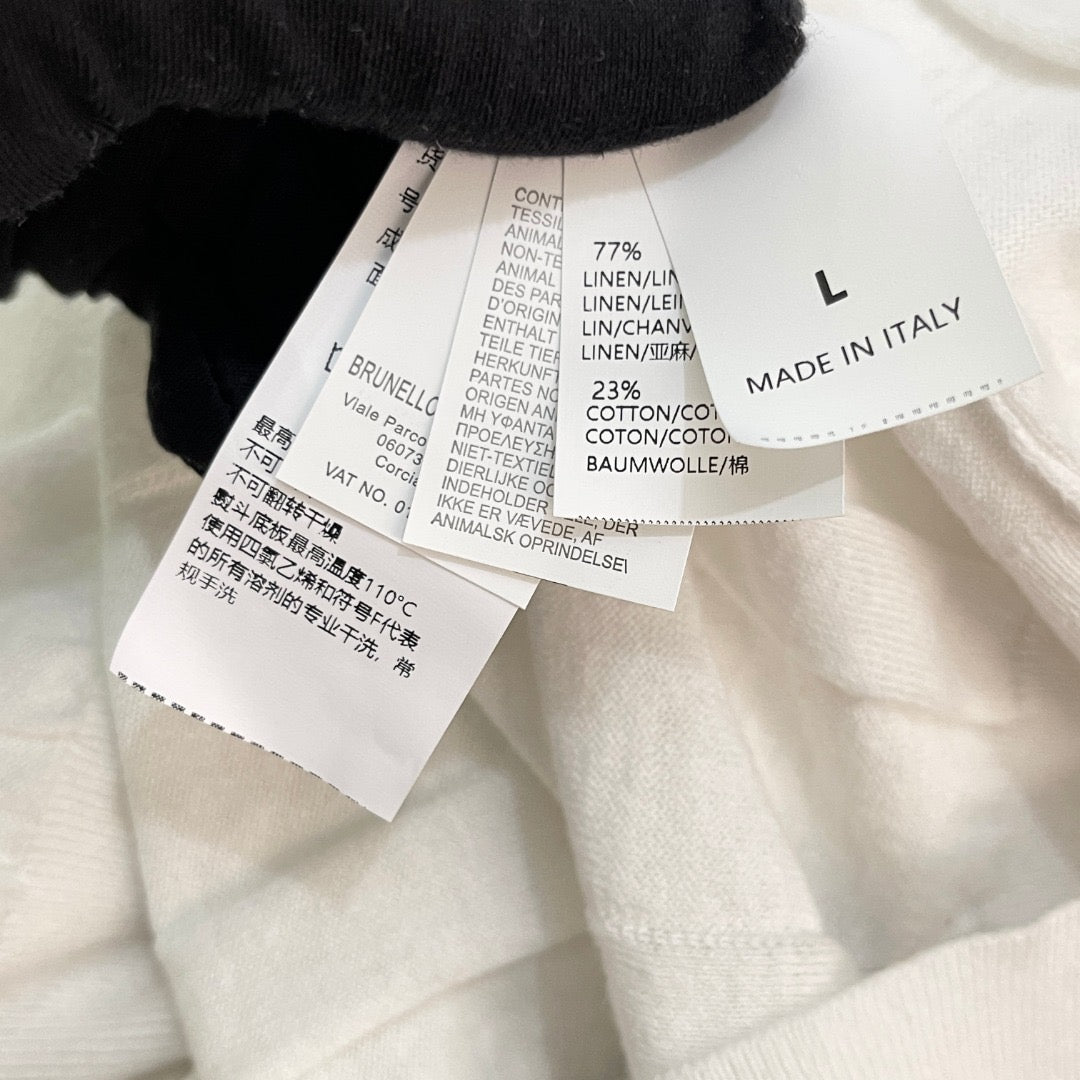 号
成
最高
不可
不可翻转干燥
熨斗底板最高温度110°C
使用四氯乙烯和符号F代表
的所有溶剂的专业干洗，常
规手洗
BRUNELLO
Viale Parco
06073
Corcia
VAT NO. 0
CONT
TESSIL
ANIMAL
NON-TE
ANIMAL
DES PAR
D'ORIGIN
ENTHALT
TEILE TIER
HERKUNFT
PARTES NO
ORIGEN AN
ΜΗ ΥΦΑΝΤΑ
ΠΡΟΕΛΕΥΣΗ
NIET-TEXTIEL
DIERLIJKE OO
INDEHOLDER
DER
IKKE ER VÆVEDE, AF
ANIMALSK OPRINDELSE
77%
LINEN/LIN
LINEN/LEI
LIN/CHANV
LINEN/亚麻/
23%
COTTON/COT
COTON/COTO
BAUMWOLLE/棉
L
MADE IN ITALY